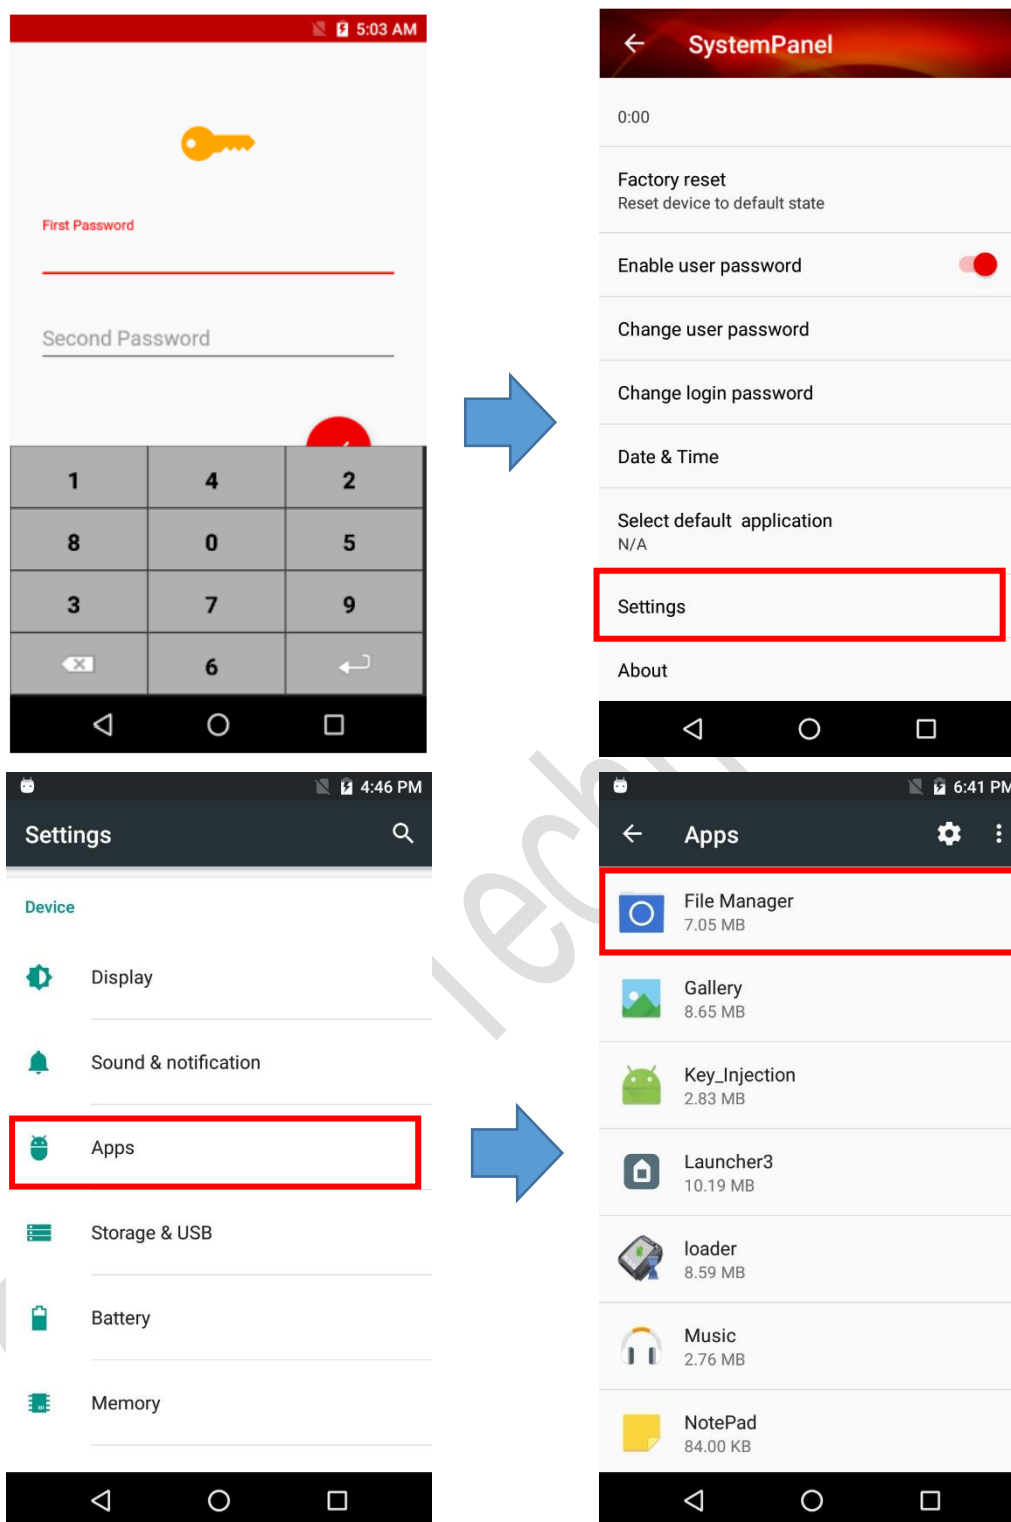 5:03 AM
First Password
Second Password
1 4 2
8 0 5
3 7 9
6
SystemPanel
0:00
Factory reset
Reset device to default state
Enable user password
Change user password
Change login password
Date & Time
Select default application
N/A
Settings
About
4:46 PM
Settings
Device
Display
Sound & notification
Apps
Storage & USB
Battery
Memory
6:41 PM
Apps
File Manager
7.05 MB
Gallery
8.65 MB
Key_Injection
2.83 MB
Launcher3
10.19 MB
loader
8.59 MB
Music
2.76 MB
NotePad
84.00 KB